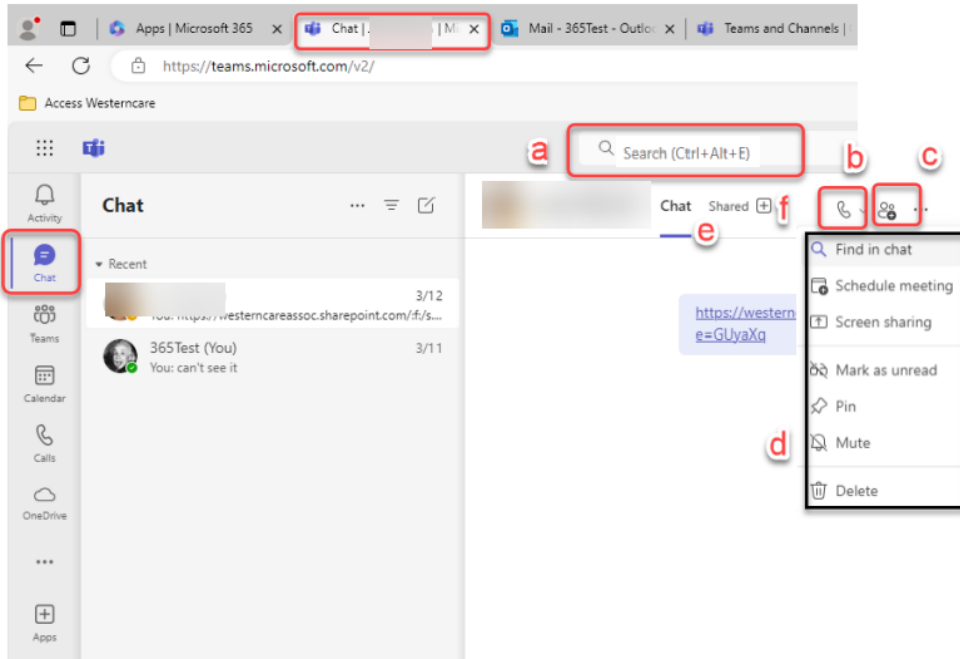 Apps | Microsoft 365
Chat |
Mail - 365Test - Outlo
Teams and Channels |
https://teams.microsoft.com/v2/
Access Westerncare
a
Search (Ctrl+Alt+E)
b
c
Activity
Chat
Chat
Shared
f
e
Chat
Recent
3/12
You: https://westerncareassoc.sharepoint.com/:f:/s...
365Test (You)
3/11
You: can't see it
Teams
Calendar
Calls
OneDrive
Apps
https://western
e=GUyaXq
d
Find in chat
Schedule meeting
Screen sharing
Mark as unread
Pin
Mute
Delete